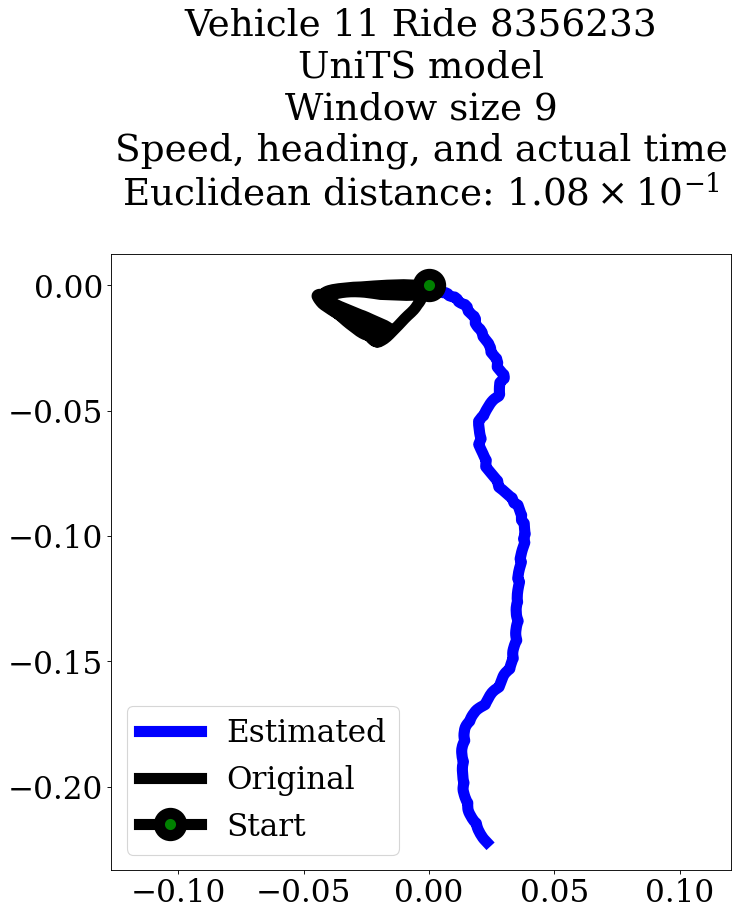 Vehicle 11 Ride 8356233
UniTS model
Window size 9
Speed, heading, and actual time
Euclidean distance: 1.08 × 10⁻¹
0.00
−0.05
−0.10
−0.15
−0.20
Estimated
Original
Start
−0.10 −0.05 0.00 0.05 0.10